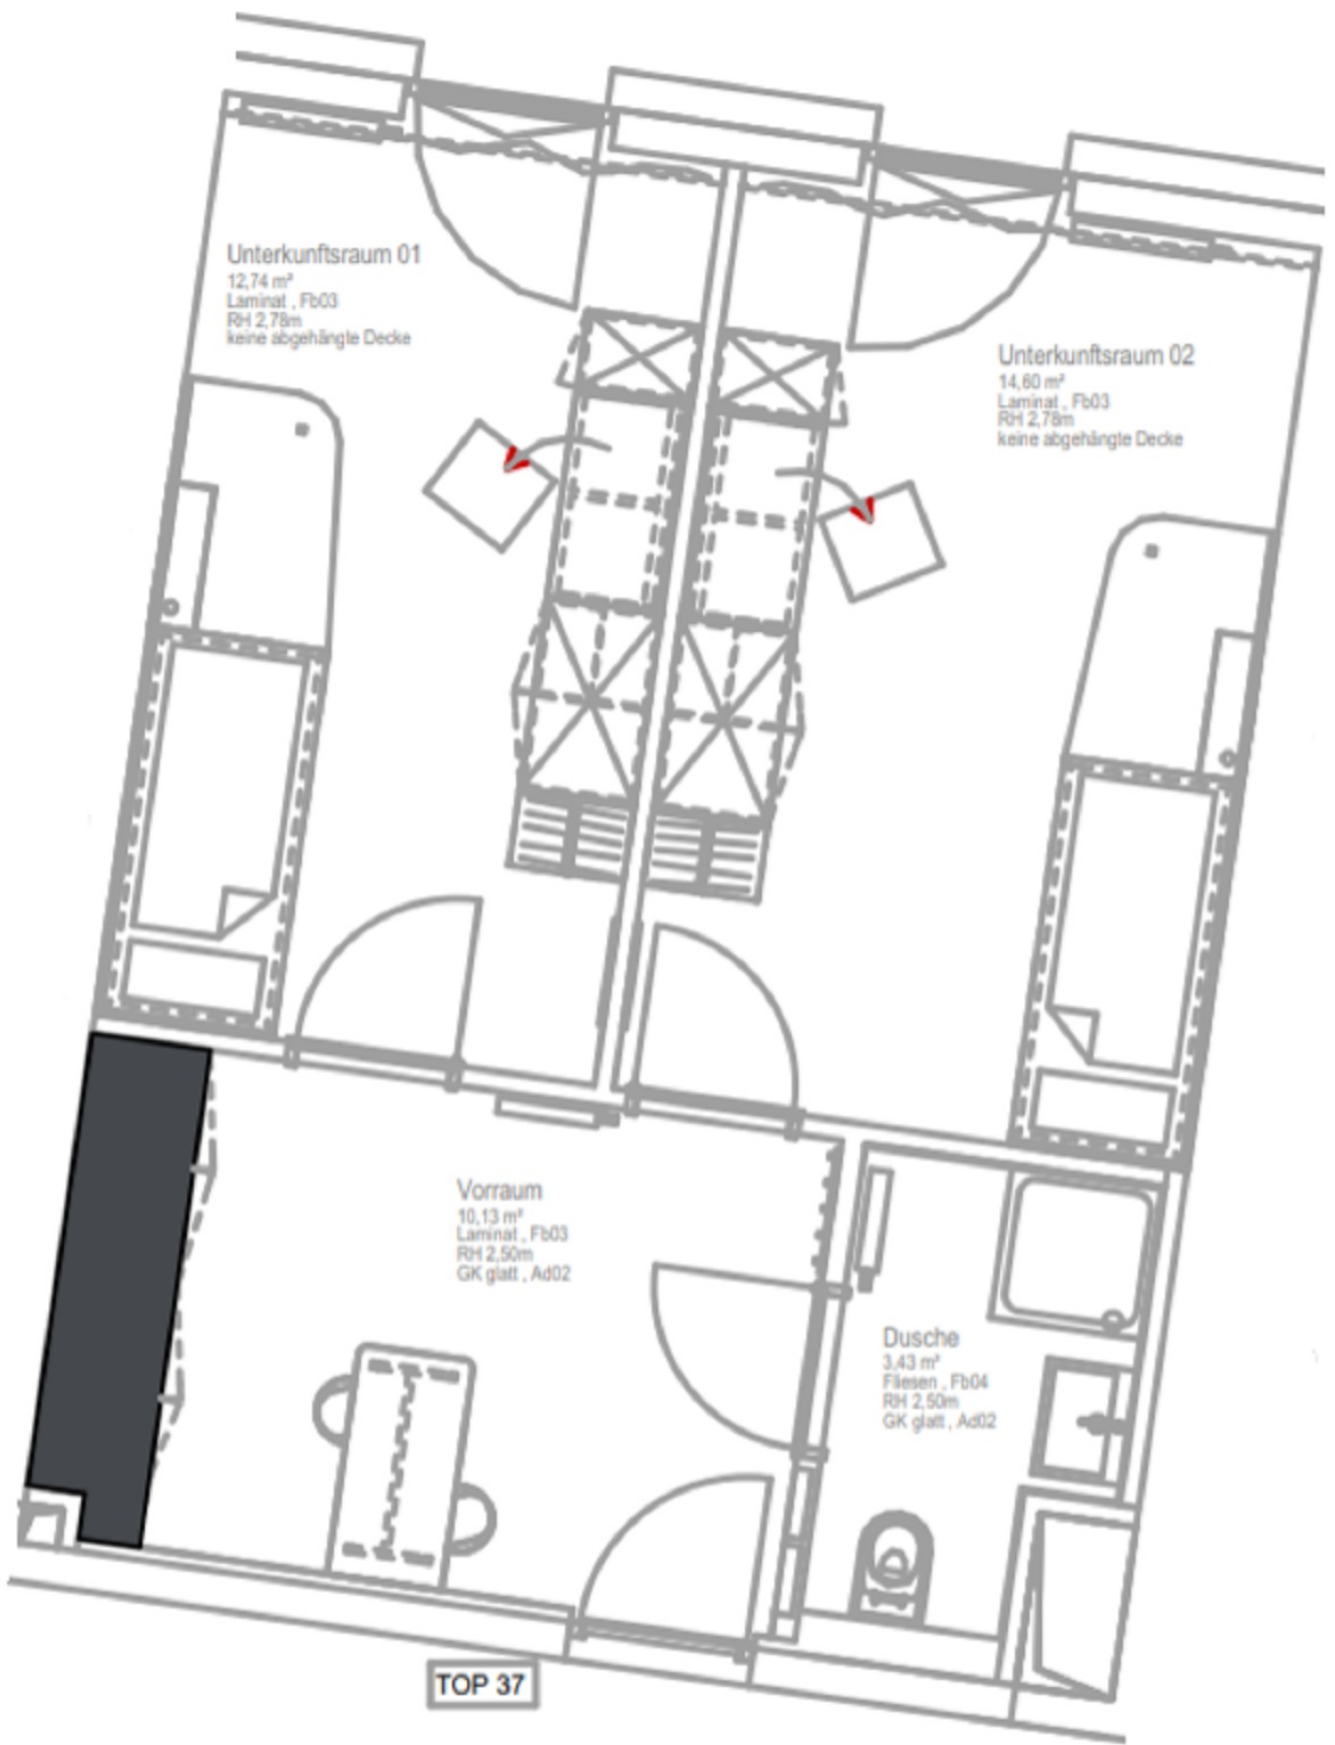 Unterkunftsraum 01
12,74 m²
Laminat , Fb03
RH 2,78m
keine abgehängte Decke
Unterkunftsraum 02
14,60 m²
Laminat , Fb03
RH 2,78m
keine abgehängte Decke
Vorraum
10,13 m²
Laminat , Fb03
RH 2,50m
GK glatt , Ad02
Dusche
3,43 m²
Fliesen , Fb04
RH 2,50m
GK glatt , Ad02
TOP 37